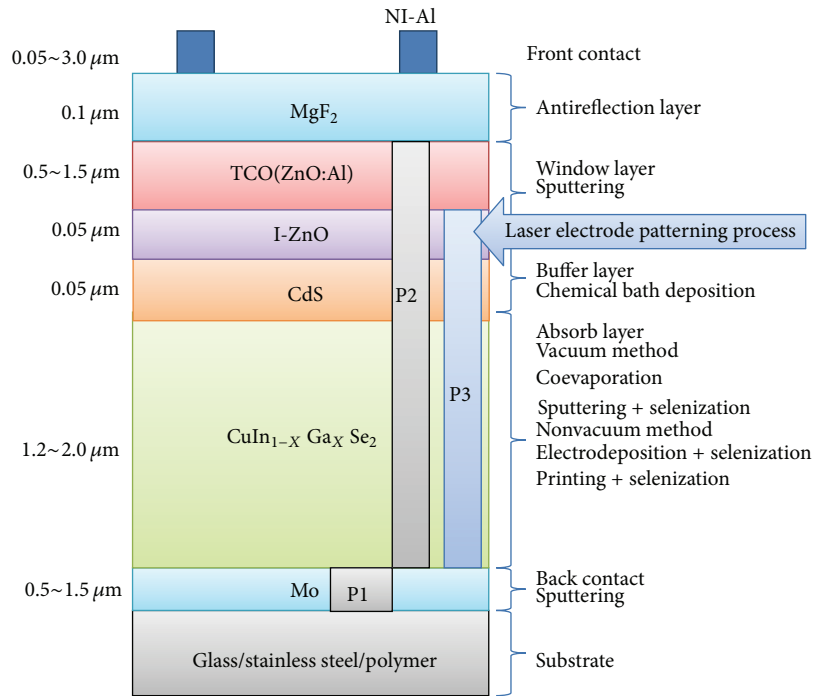 NI-Al
0.05~3.0 μm
Front contact
0.1 μm
MgF₂
Antireflection layer
0.5~1.5 μm
TCO(ZnO:Al)
Window layer
Sputtering
0.05 μm
I-ZnO
Laser electrode patterning process
0.05 μm
CdS
P2
Buffer layer
Chemical bath deposition
Absorb layer
Vacuum method
Coevaporation
P3
Sputtering + selenization
Nonvacuum method
1.2~2.0 μm
CuIn₁₋X GaX Se₂
Electrodeposition + selenization
Printing + selenization
0.5~1.5 μm
Mo
P1
Back contact
Sputtering
Glass/stainless steel/polymer
Substrate